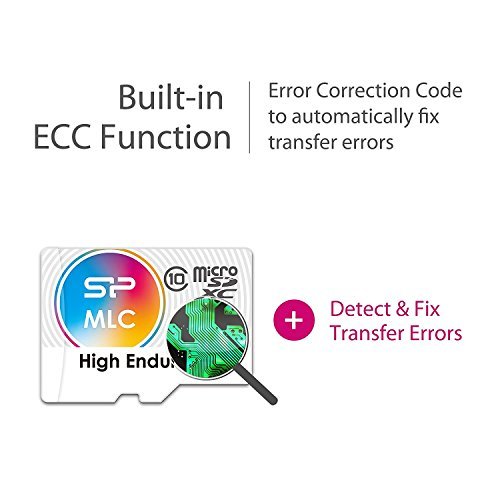 Built-in
ECC Function
Error Correction Code
to automatically fix
transfer errors
SP
MLC
10
micro
SD
XC
High Endu
+
Detect & Fix
Transfer Errors